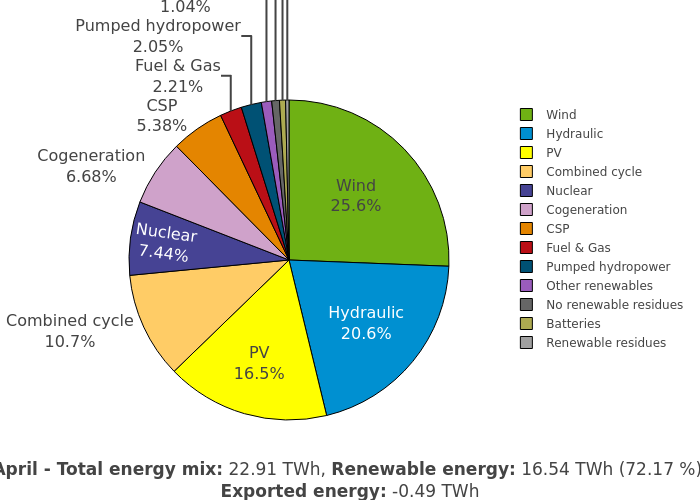 1.04%
Pumped hydropower
2.05%
Fuel & Gas
2.21%
CSP
5.38%
Cogeneration
6.68%
Nuclear
7.44%
Combined cycle
10.7%
PV
16.5%
Hydraulic
20.6%
Wind
25.6%
Wind
Hydraulic
PV
Combined cycle
Nuclear
Cogeneration
CSP
Fuel & Gas
Pumped hydropower
Other renewables
No renewable residues
Batteries
Renewable residues
April - Total energy mix: 22.91 TWh, Renewable energy: 16.54 TWh (72.17 %)
Exported energy: -0.49 TWh